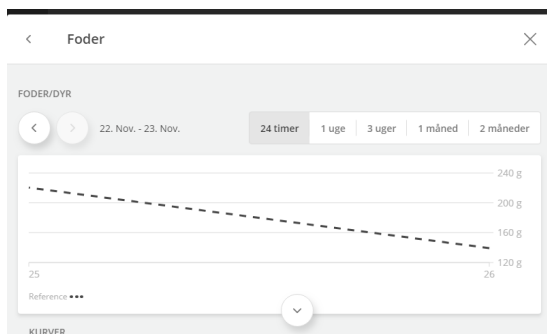 Foder
FODER/DYR
22. Nov. - 23. Nov.
24 timer 1 uge 3 uger 1 måned 2 måneder
240 g
200 g
160 g
120 g
25 26
Reference
KURVER